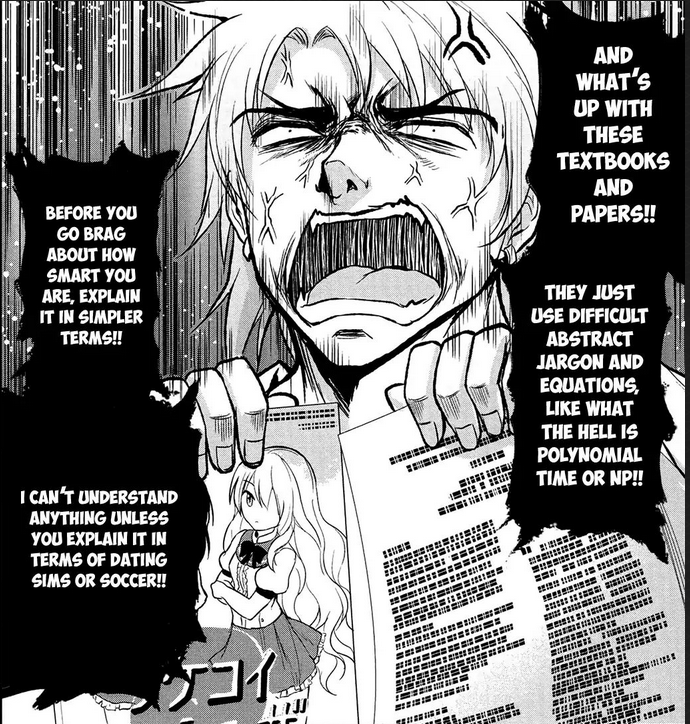 AND
WHAT'S
UP WITH
THESE
TEXTBOOKS
AND
PAPERS!!
THEY JUST
USE DIFFICULT
ABSTRACT
JARGON AND
EQUATIONS,
LIKE WHAT
THE HELL IS
POLYNOMIAL
TIME OR NP!!
BEFORE YOU
GO BRAG
ABOUT HOW
SMART YOU
ARE, EXPLAIN
IT IN SIMPLER
TERMS!!
I CAN'T UNDERSTAND
ANYTHING UNLESS
YOU EXPLAIN IT IN
TERMS OF DATING
SIMS OR SOCCER!!